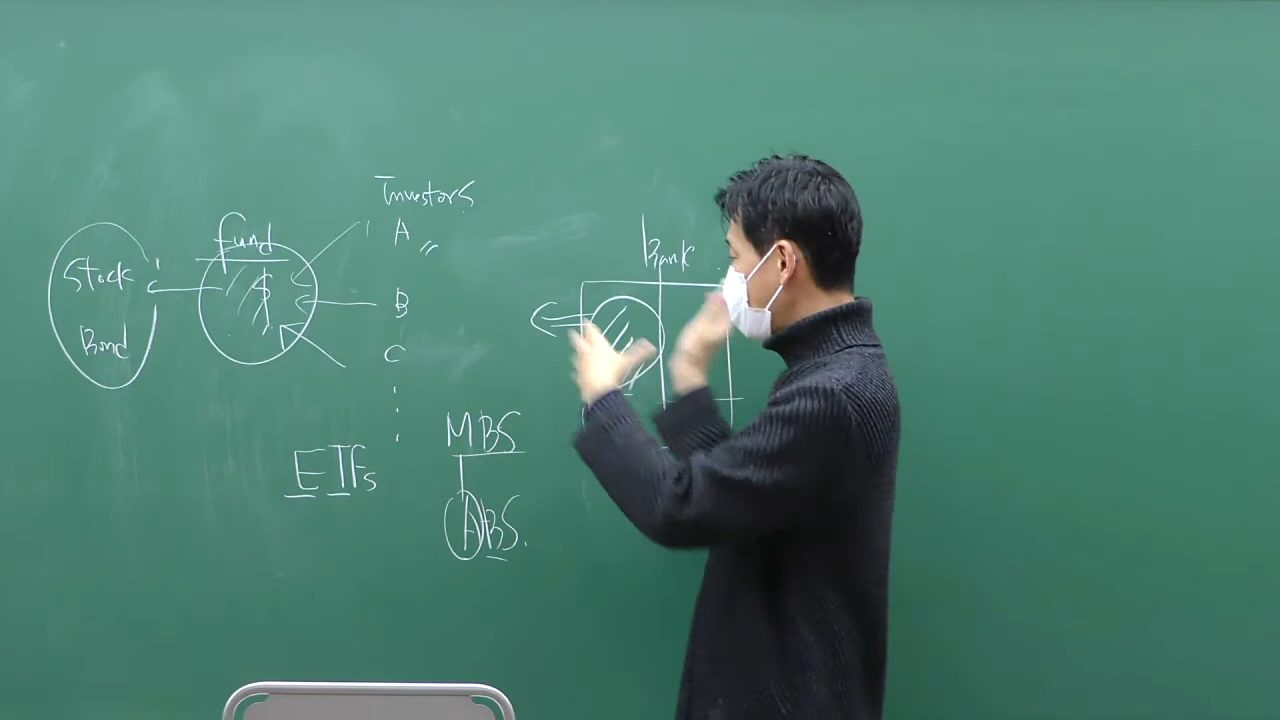 Investors
fund
A
Stock
$
B
Bond
C
Bank
ETFs
MBS
ABS.